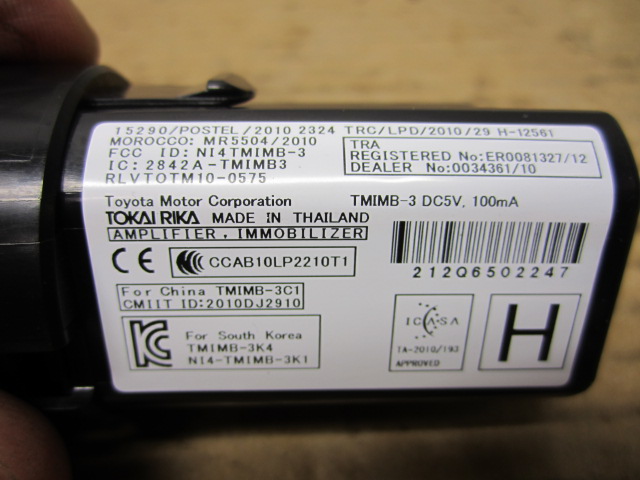 15290/POSTEL/2010 2324 TRC/LPD/2010/29 H-12561
MOROCCO: MR5504/2010
FCC ID: NI4TMIMB-3
IC: 2842A-TMIMB3
RLVTOTM10-0575
TRA
REGISTERED No:ER0081327/12
DEALER No:0034361/10
Toyota Motor Corporation TMIMB-3 DC5V, 100mA
TOKAI RIKA MADE IN THAILAND
AMPLIFIER, IMMOBILIZER
212Q6502247
CE
CCAB10LP2210T1
For China TMIMB-3C1
CMIIT ID:2010DJ2910
For South Korea
TMIMB-3K4
NI4-TMIMB-3K1
ICASA
TA-2010/193
APPROVED
H